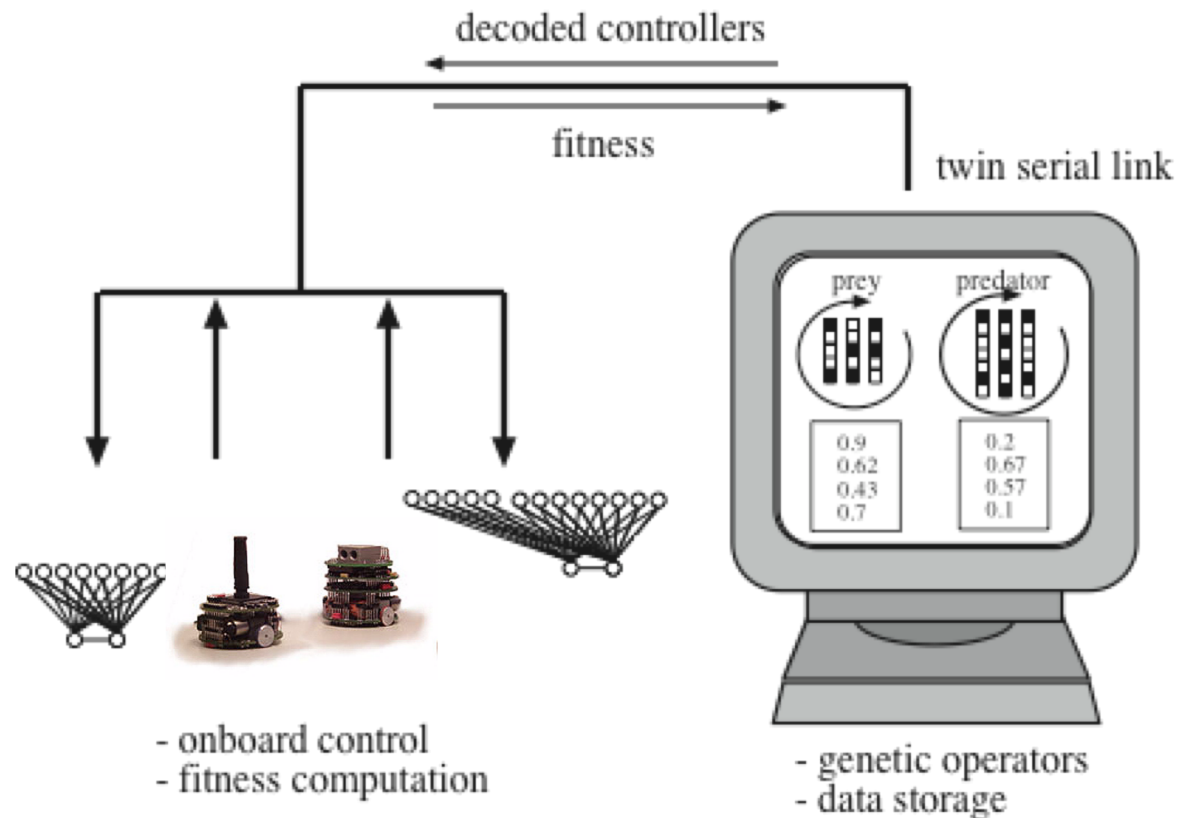 decoded controllers
fitness
twin serial link
prey
predator
0.9
0.62
0.43
0.7
0.2
0.67
0.57
0.1
- onboard control
- fitness computation
- genetic operators
- data storage